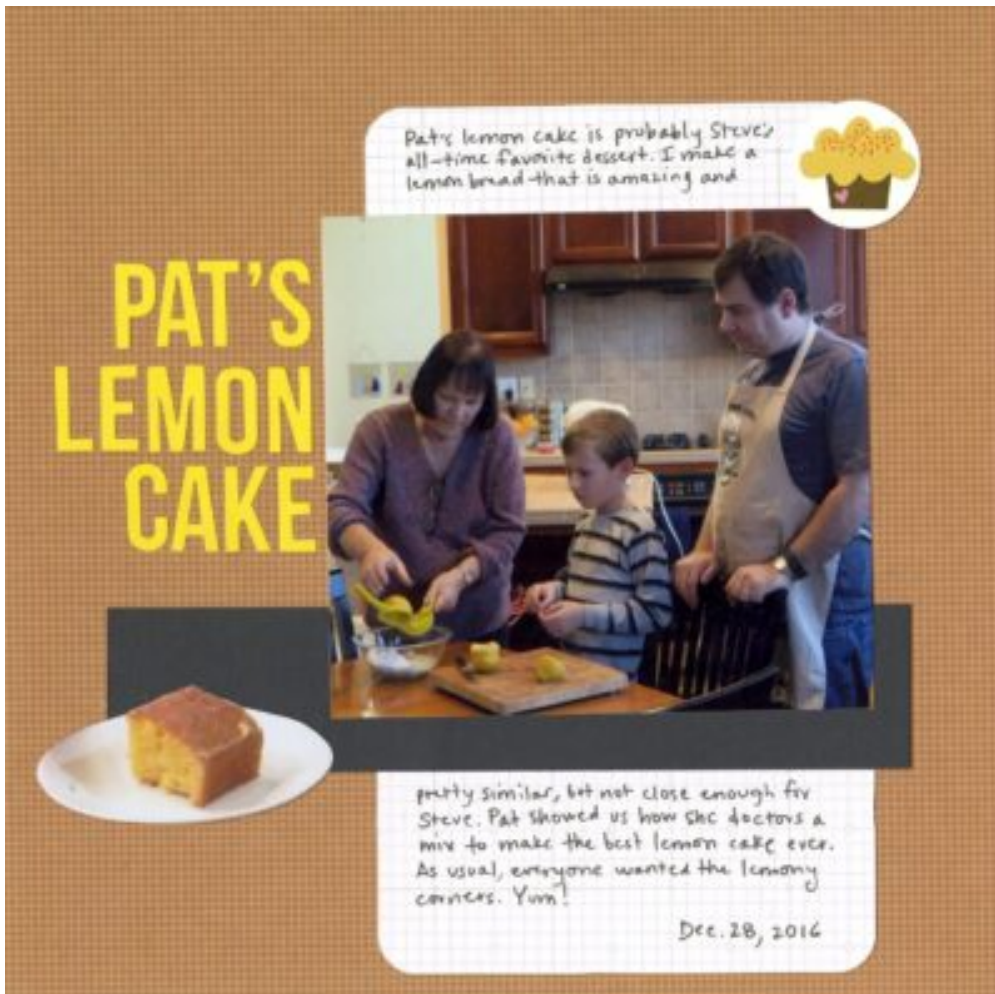 Pat's lemon cake is probably Steve's
all-time favorite dessert. I make a
lemon bread that is amazing and
PAT'S
LEMON
CAKE
pretty similar, but not close enough for
Steve. Pat showed us how she doctors a
mix to make the best lemon cake ever.
As usual, everyone wanted the lemony
corners. Yum!
Dec. 28, 2016